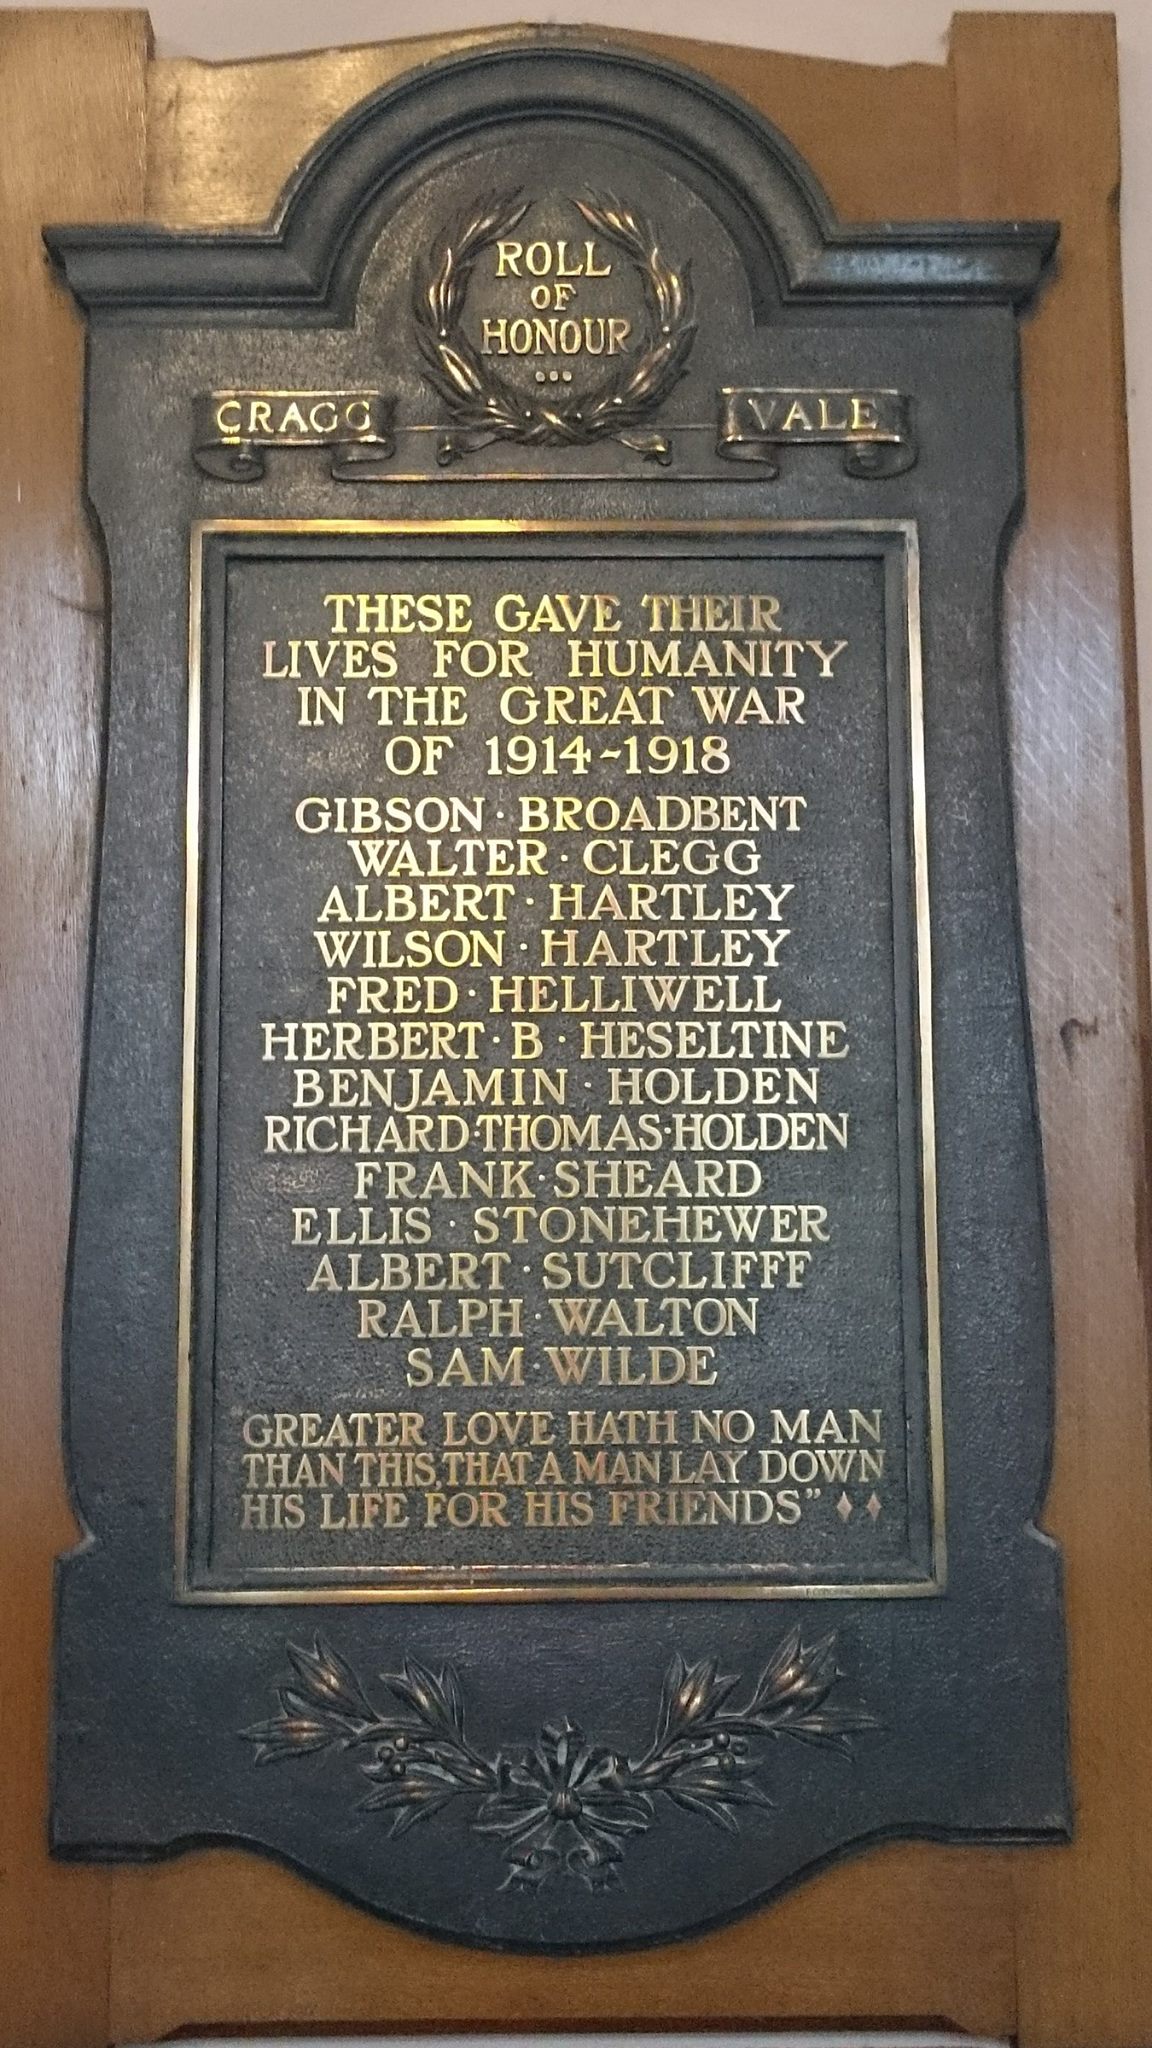 ROLL
OF
HONOUR
CRAGG VALE
THESE GAVE THEIR
LIVES FOR HUMANITY
IN THE GREAT WAR
OF 1914-1918
GIBSON · BROADBENT
WALTER · CLEGG
ALBERT · HARTLEY
WILSON · HARTLEY
FRED · HELLIWELL
HERBERT · B · HESELTINE
BENJAMIN · HOLDEN
RICHARD · THOMAS · HOLDEN
FRANK · SHEARD
ELLIS · STONEHEWER
ALBERT · SUTCLIFFF
RALPH · WALTON
SAM · WILDE
"GREATER LOVE HATH NO MAN
THAN THIS, THAT A MAN LAY DOWN
HIS LIFE FOR HIS FRIENDS" ♦♦